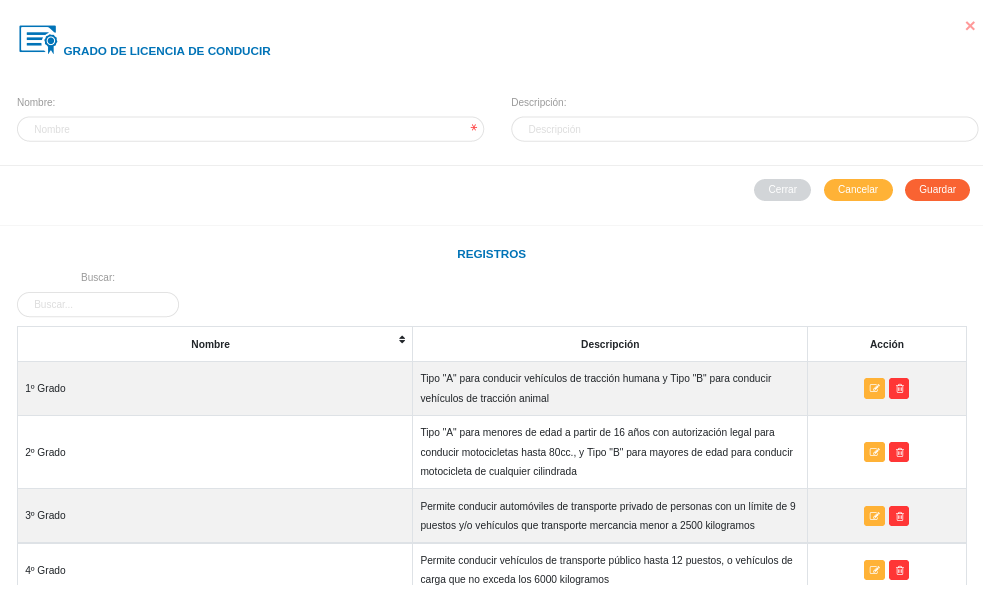 ×
GRADO DE LICENCIA DE CONDUCIR
Nombre: Descripción:
Nombre * Descripción
Cerrar Cancelar Guardar
REGISTROS
Buscar:
Buscar...
Nombre Descripción Acción
1º Grado
Tipo "A" para conducir vehículos de tracción humana y Tipo "B" para conducir
vehículos de tracción animal
2º Grado
Tipo "A" para menores de edad a partir de 16 años con autorización legal para
conducir motocicletas hasta 80cc., y Tipo "B" para mayores de edad para conducir
motocicleta de cualquier cilindrada
3º Grado
Permite conducir automóviles de transporte privado de personas con un límite de 9
puestos y/o vehículos que transporte mercancia menor a 2500 kilogramos
4º Grado
Permite conducir vehículos de transporte público hasta 12 puestos, o vehículos de
carga que no exceda los 6000 kilogramos